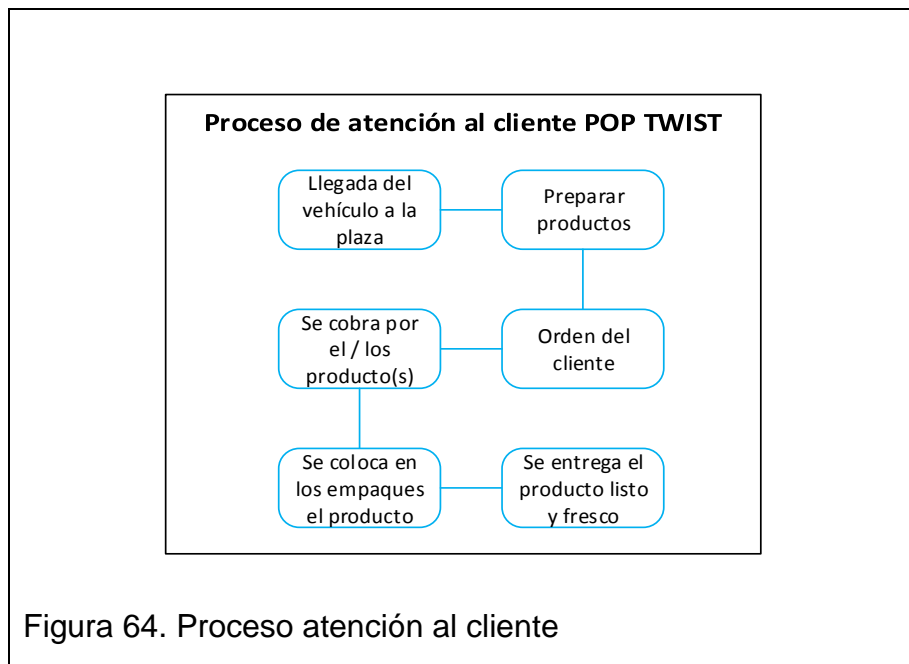 Proceso de atención al cliente POP TWIST
Llegada del
vehículo a la
plaza
Preparar
productos
Orden del
cliente
Se cobra por
el / los
producto(s)
Se coloca en
los empaques
el producto
Se entrega el
producto listo
y fresco
Figura 64. Proceso atención al cliente